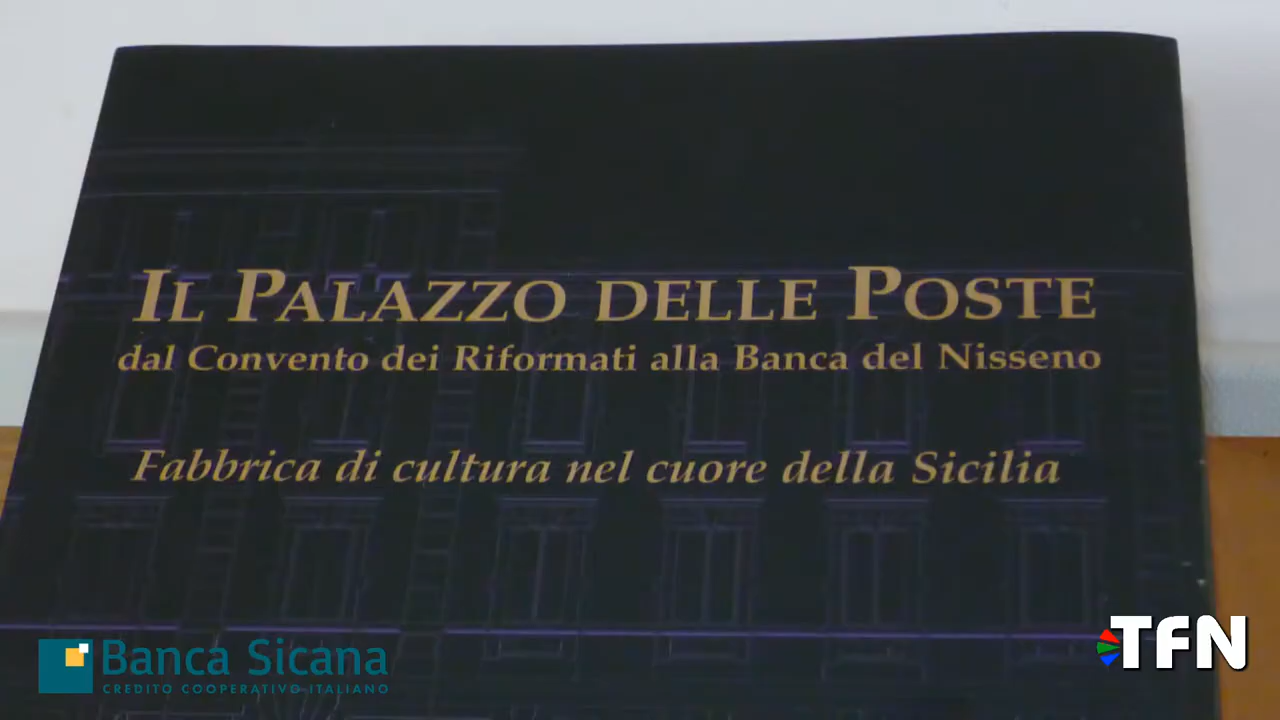 IL PALAZZO DELLE POSTE
dal Convento dei Riformati alla Banca del Nisseno
Fabbrica di cultura nel cuore della Sicilia
Banca Sicana
CREDITO COOPERATIVO ITALIANO
TFN